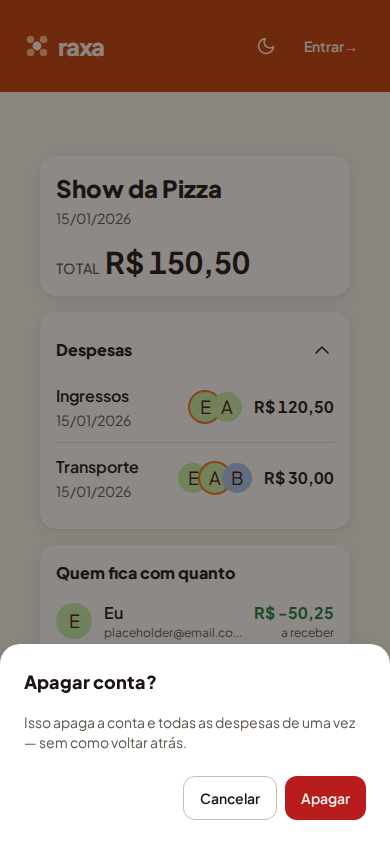 raxa
Entrar→
Show da Pizza
15/01/2026
TOTAL R$ 150,50
Despesas
Ingressos
E A R$ 120,50
15/01/2026
Transporte
E A B R$ 30,00
15/01/2026
Quem fica com quanto
E
Eu R$ -50,25
placeholder@email.co... a receber
Apagar conta?
Isso apaga a conta e todas as despesas de uma vez
— sem como voltar atrás.
Cancelar Apagar